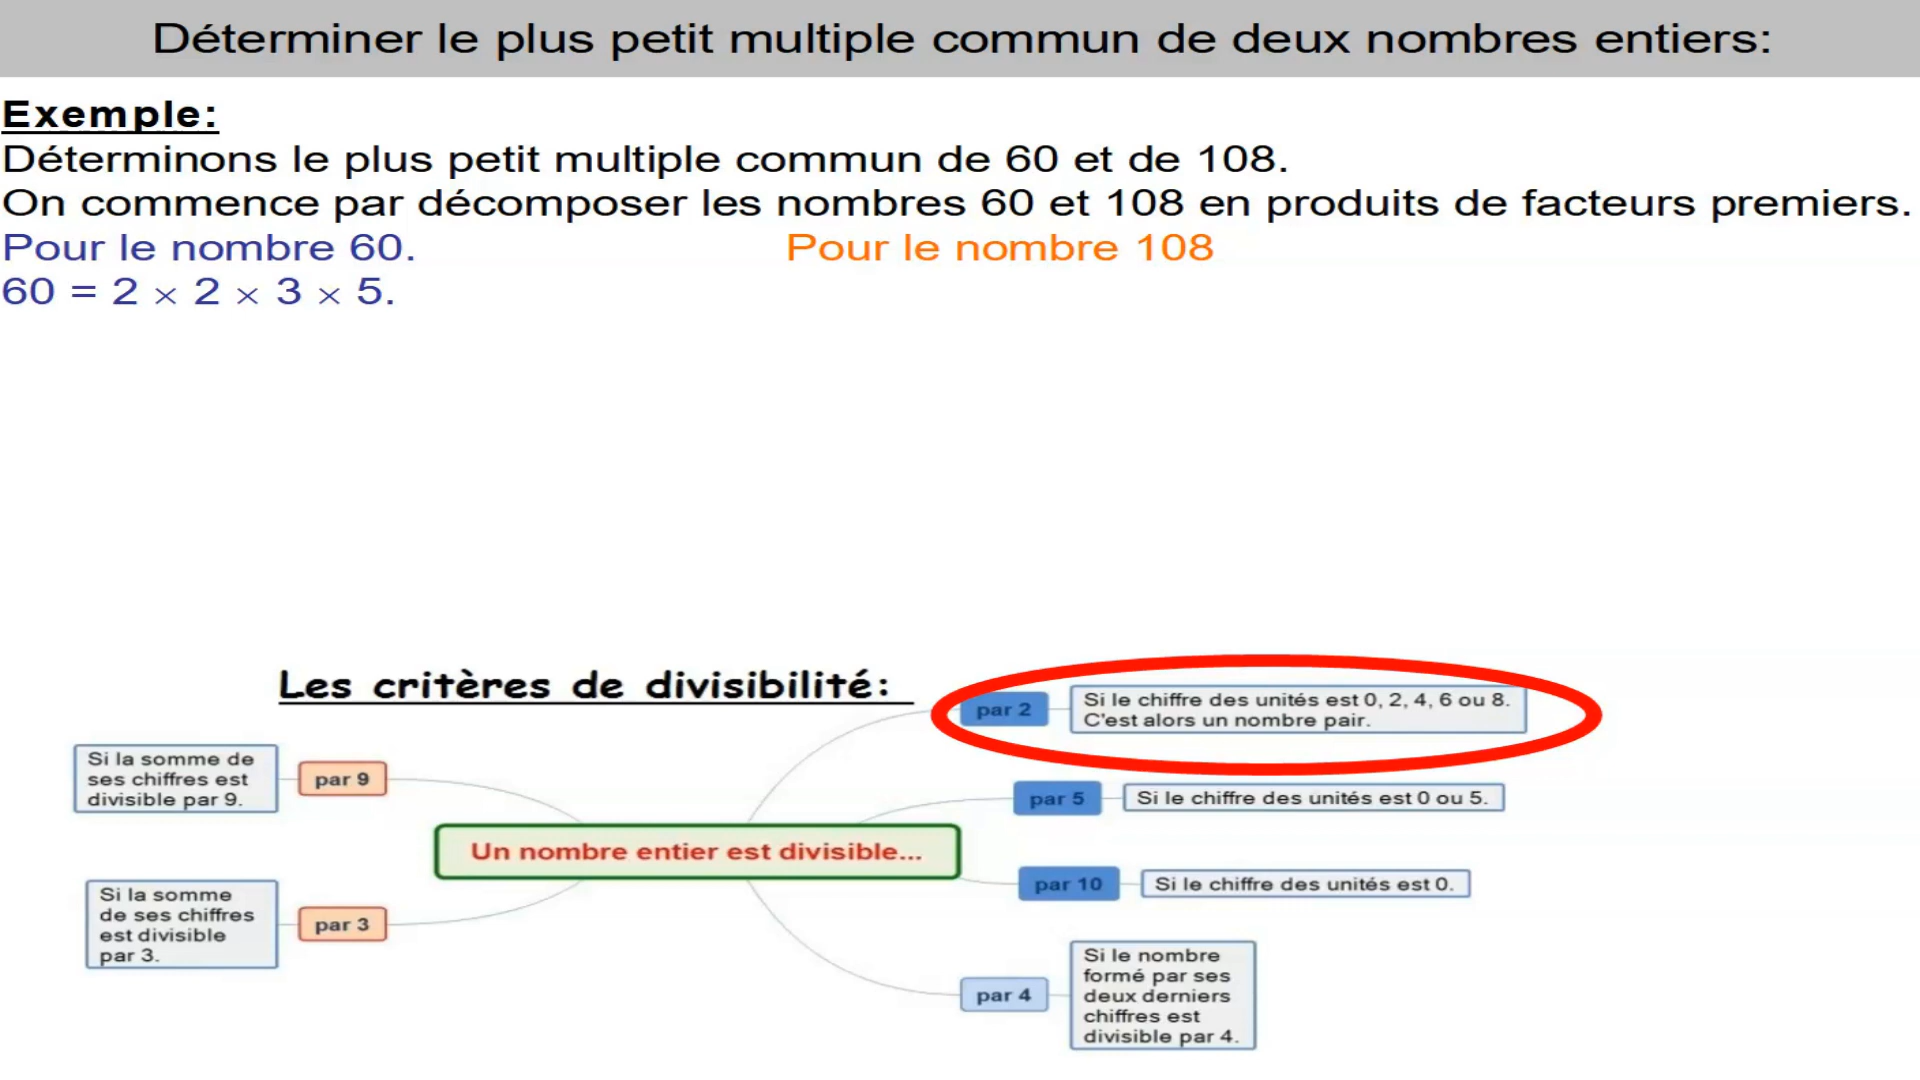 Déterminer le plus petit multiple commun de deux nombres entiers:
Exemple:
Déterminons le plus petit multiple commun de 60 et de 108.
On commence par décomposer les nombres 60 et 108 en produits de facteurs premiers.
Pour le nombre 60.
Pour le nombre 108
60 = 2 × 2 × 3 × 5.
Les critères de divisibilité:
par 2
Si le chiffre des unités est 0, 2, 4, 6 ou 8.
C'est alors un nombre pair.
Si la somme de
ses chiffres est
divisible par 9.
par 9
par 5
Si le chiffre des unités est 0 ou 5.
Un nombre entier est divisible...
par 10
Si le chiffre des unités est 0.
Si la somme
de ses chiffres
est divisible
par 3.
par 3
par 4
Si le nombre
formé par ses
deux derniers
chiffres est
divisible par 4.